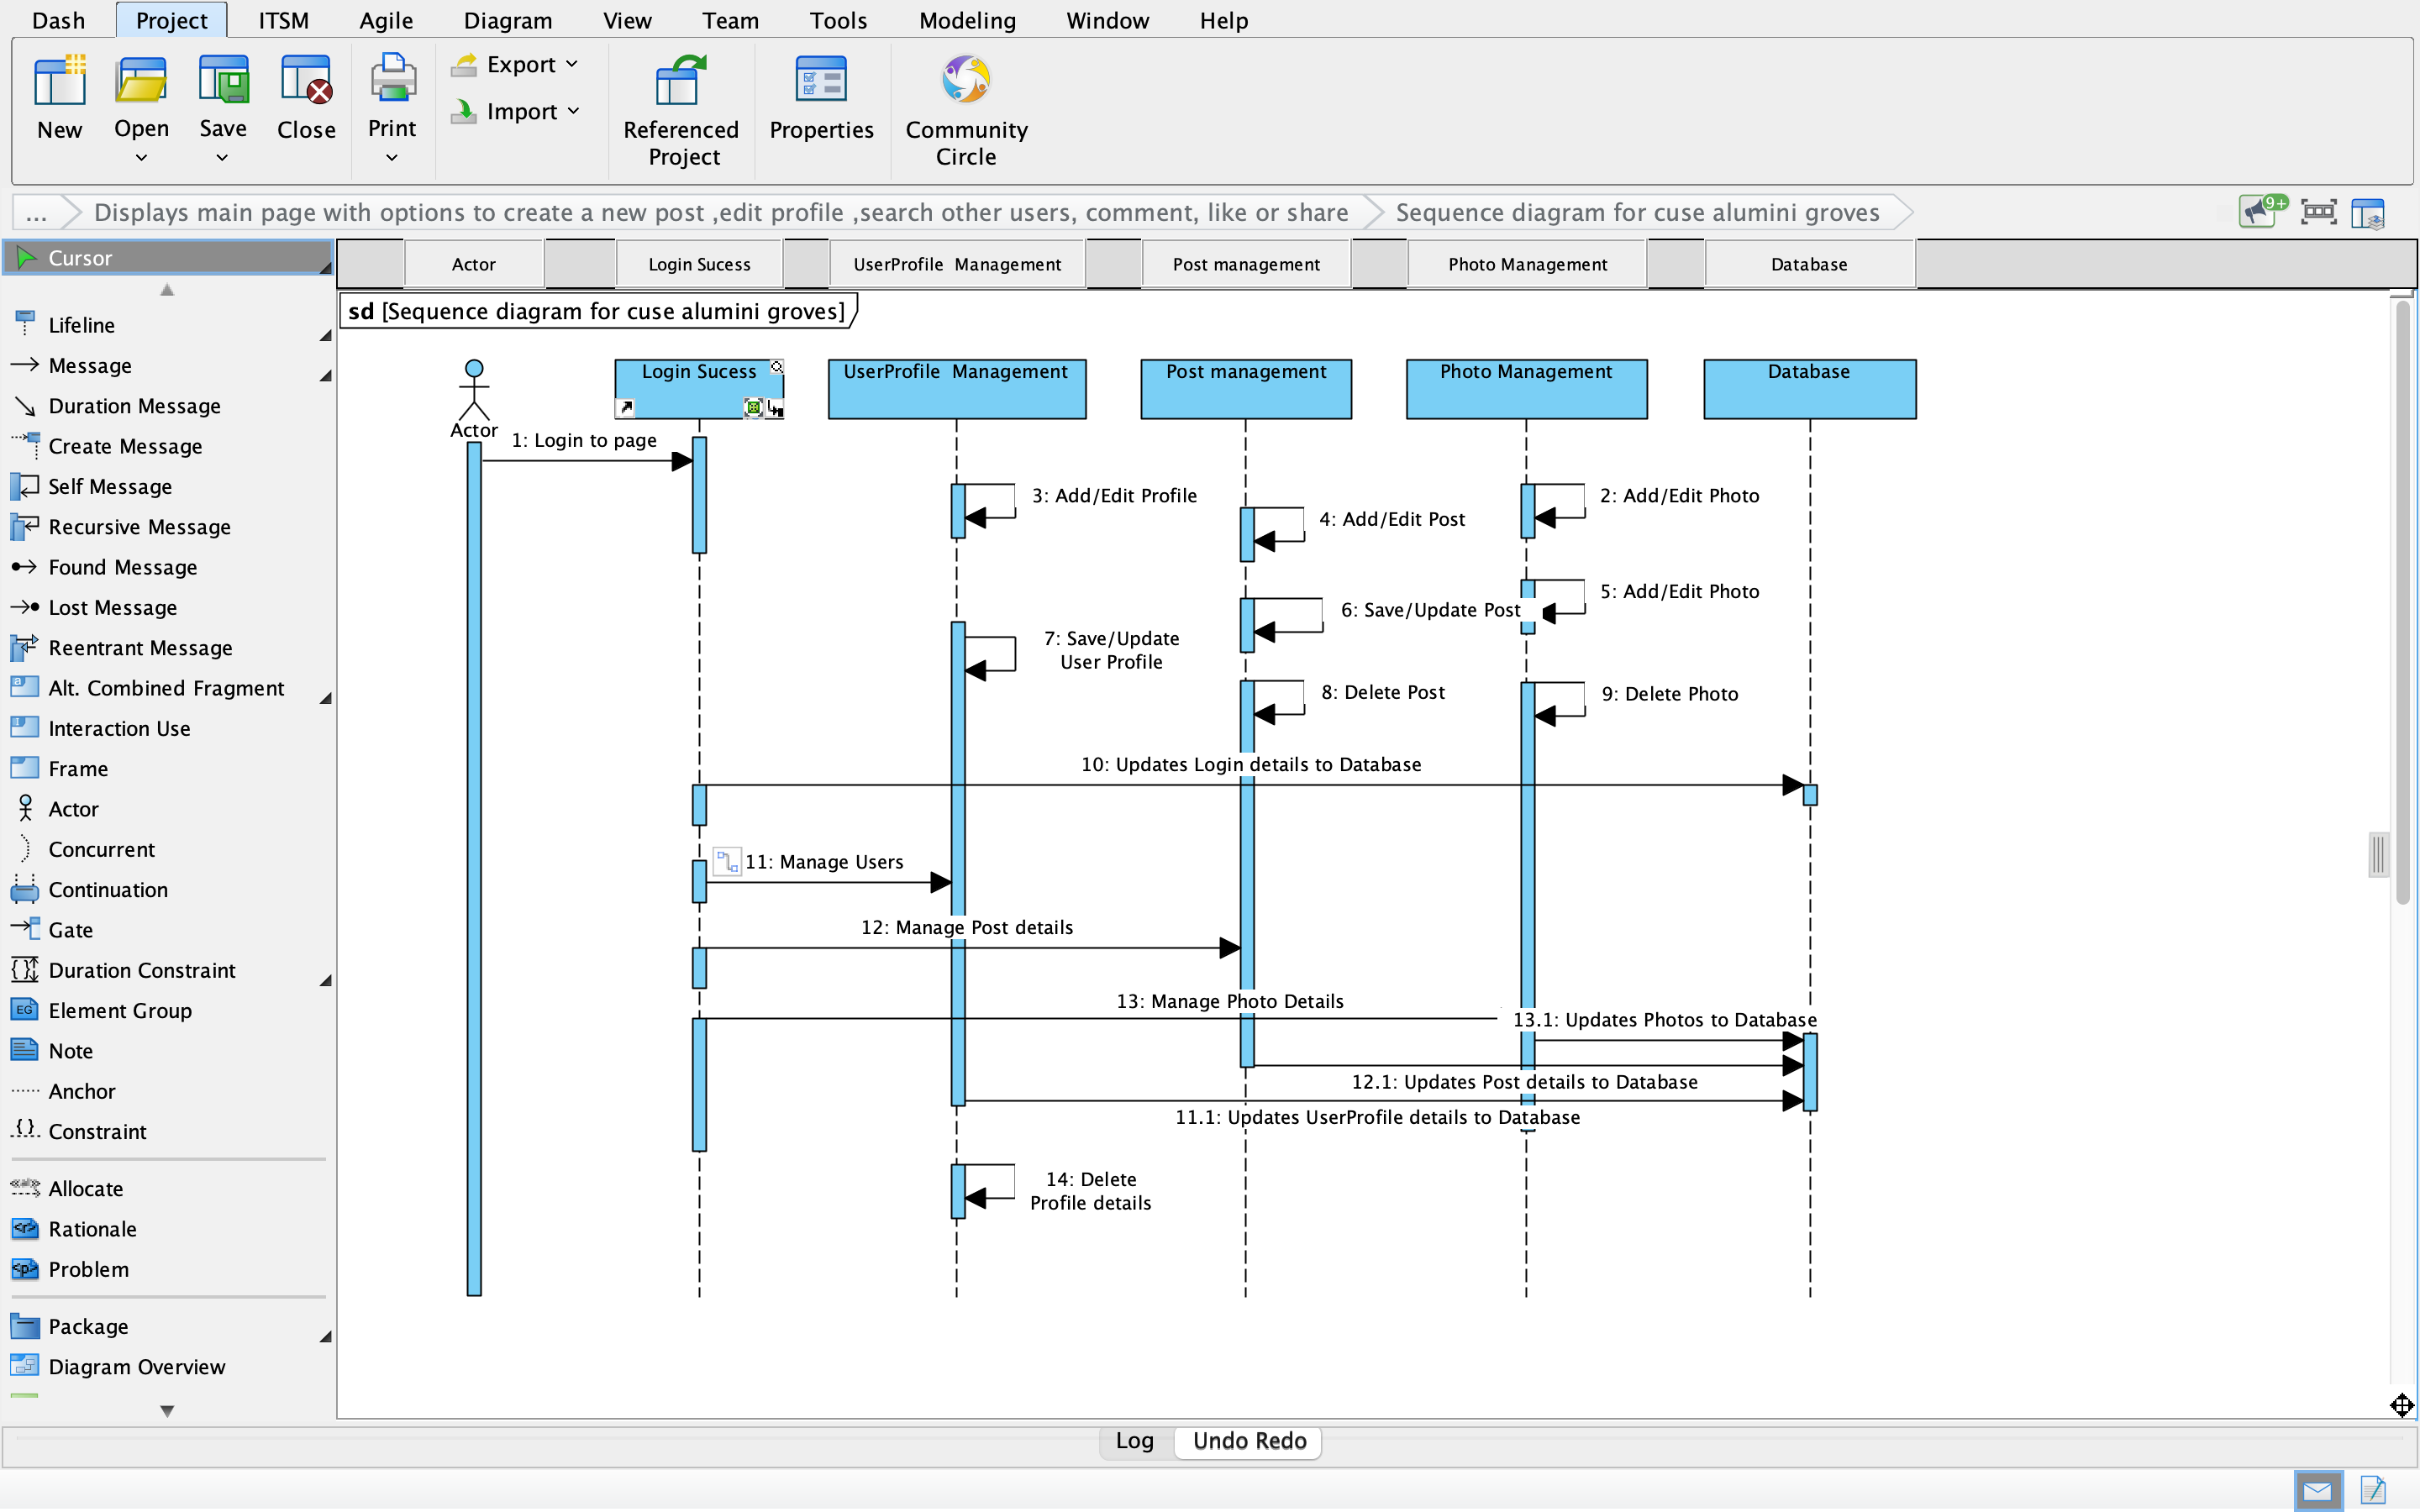 Dash Project ITSM Agile Diagram View Team Tools Modeling Window Help
New Open Save Close Print Export Import Referenced Project Properties Community Circle
... Displays main page with options to create a new post ,edit profile ,search other users, comment, like or share Sequence diagram for cuse alumini groves 9+
Cursor
Lifeline
Message
Duration Message
Create Message
Self Message
Recursive Message
Found Message
Lost Message
Reentrant Message
Alt. Combined Fragment
Interaction Use
Frame
Actor
Concurrent
Continuation
Gate
Duration Constraint
EG Element Group
Note
Anchor
Constraint
Allocate
Rationale
Problem
Package
Diagram Overview
Actor Login Sucess UserProfile Management Post management Photo Management Database
sd [Sequence diagram for cuse alumini groves]
Login Sucess UserProfile Management Post management Photo Management Database
Actor
1: Login to page
3: Add/Edit Profile
2: Add/Edit Photo
4: Add/Edit Post
5: Add/Edit Photo
6: Save/Update Post
7: Save/Update
User Profile
8: Delete Post
9: Delete Photo
10: Updates Login details to Database
11: Manage Users
12: Manage Post details
13: Manage Photo Details
13.1: Updates Photos to Database
12.1: Updates Post details to Database
11.1: Updates UserProfile details to Database
14: Delete
Profile details
Log Undo Redo